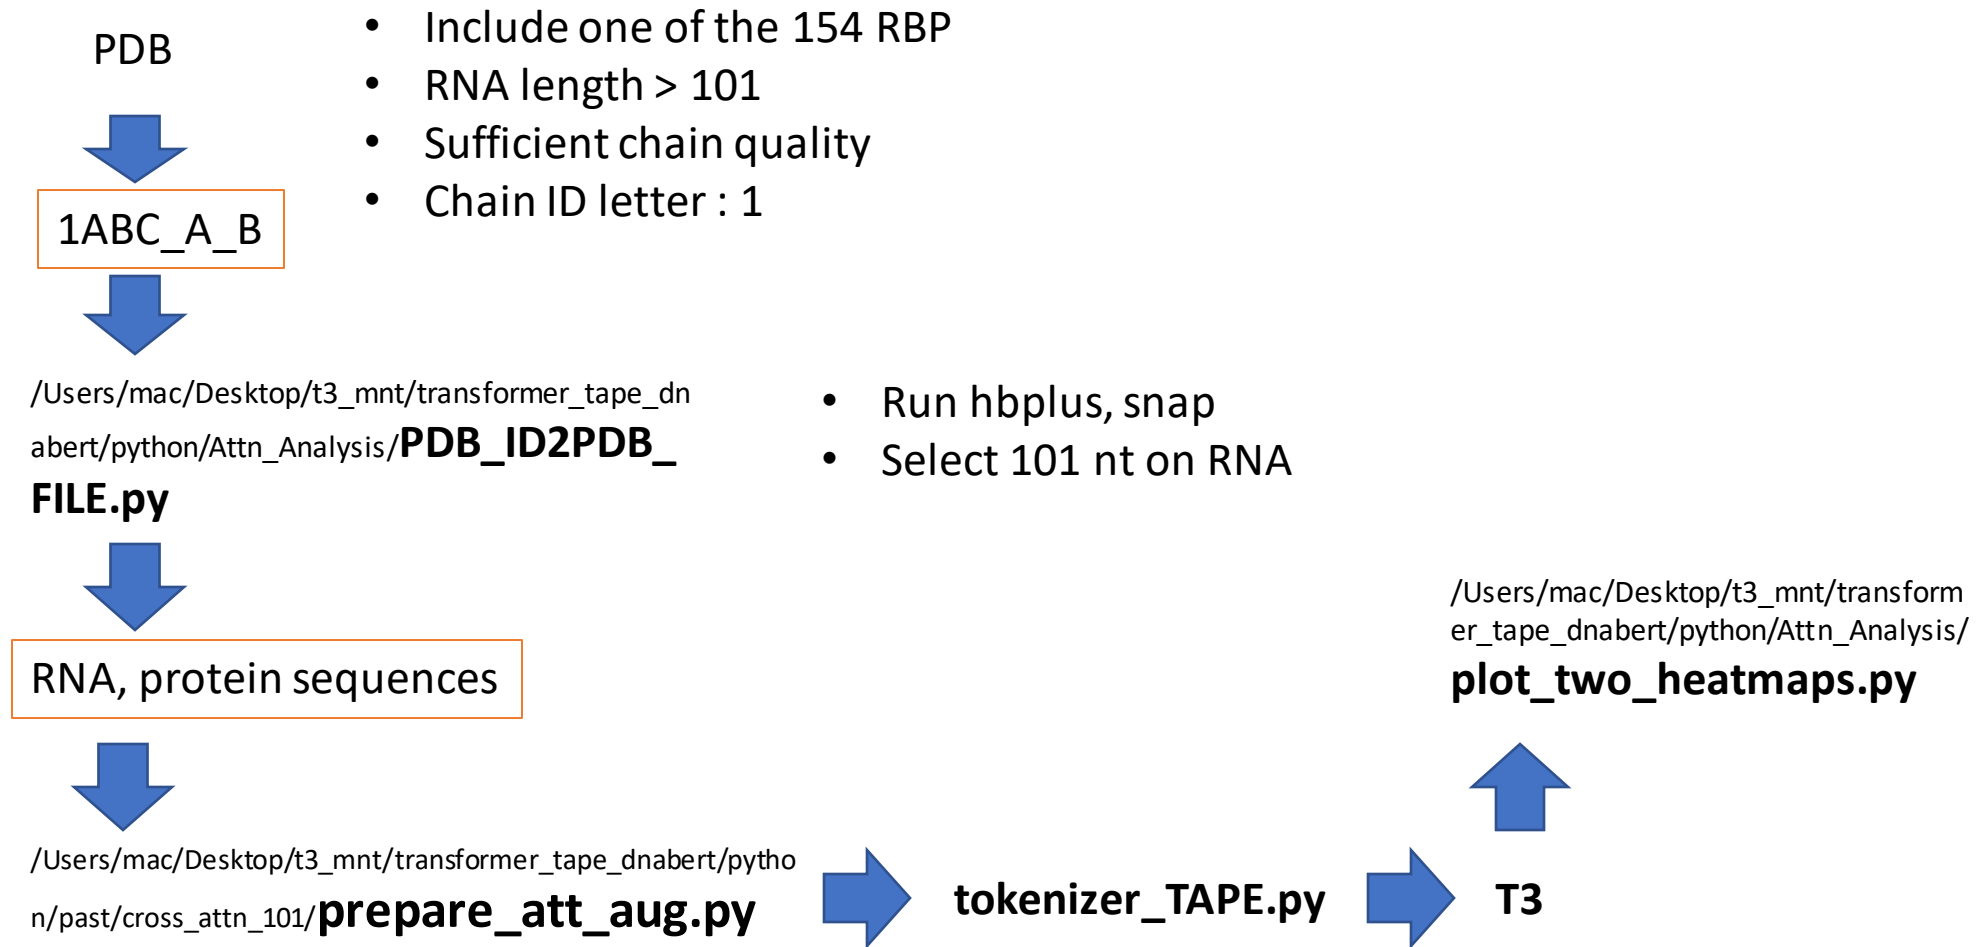 PDB
• Include one of the 154 RBP
• RNA length > 101
• Sufficient chain quality
• Chain ID letter : 1
1ABC_A_B
/Users/mac/Desktop/t3_mnt/transformer_tape_dn
abert/python/Attn_Analysis/PDB_ID2PDB_
FILE.py
• Run hbplus, snap
• Select 101 nt on RNA
RNA, protein sequences
/Users/mac/Desktop/t3_mnt/transformer_tape_dnabert/pytho
n/past/cross_attn_101/prepare_att_aug.py
tokenizer_TAPE.py
T3
/Users/mac/Desktop/t3_mnt/transform
er_tape_dnabert/python/Attn_Analysis/
plot_two_heatmaps.py